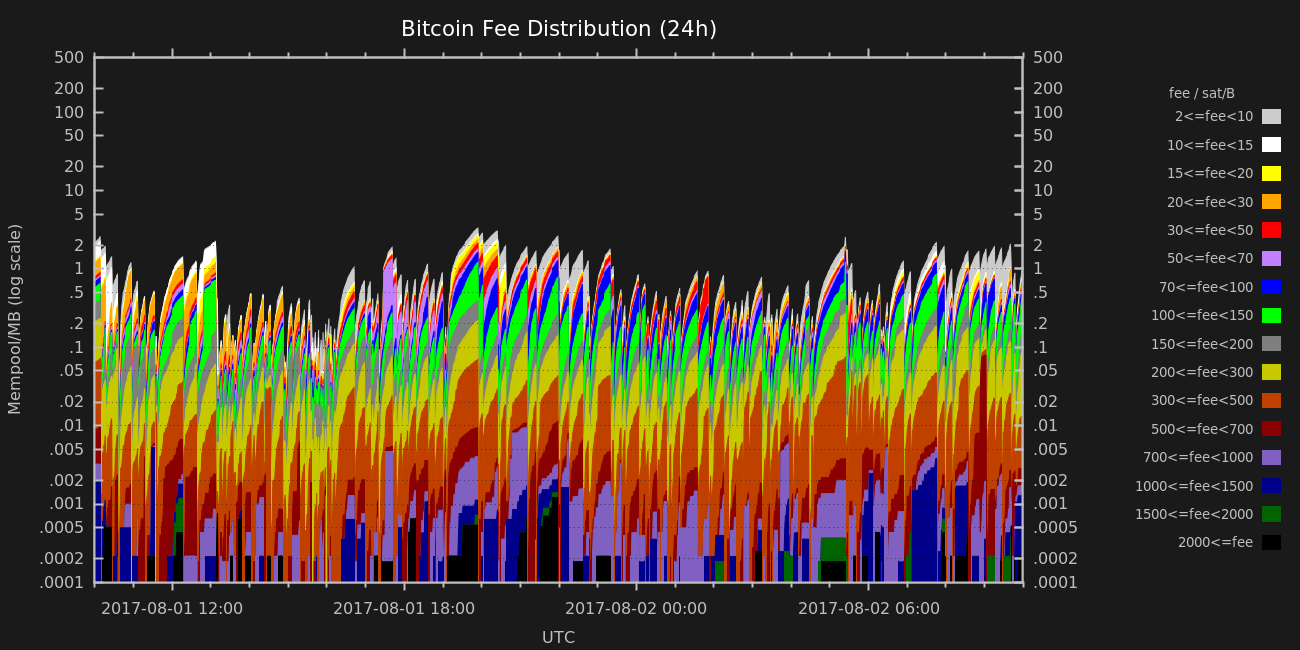 Bitcoin Fee Distribution (24h)
Mempool/MB (log scale)
500
200
100
50
20
10
5
2
1
.5
.2
.1
.05
.02
.01
.005
.002
.001
.0005
.0002
.0001
500
200
100
50
20
10
5
2
1
.5
.2
.1
.05
.02
.01
.005
.002
.001
.0005
.0002
.0001
2017-08-01 12:00
2017-08-01 18:00
2017-08-02 00:00
2017-08-02 06:00
UTC
fee / sat/B
2<=fee<10
10<=fee<15
15<=fee<20
20<=fee<30
30<=fee<50
50<=fee<70
70<=fee<100
100<=fee<150
150<=fee<200
200<=fee<300
300<=fee<500
500<=fee<700
700<=fee<1000
1000<=fee<1500
1500<=fee<2000
2000<=fee